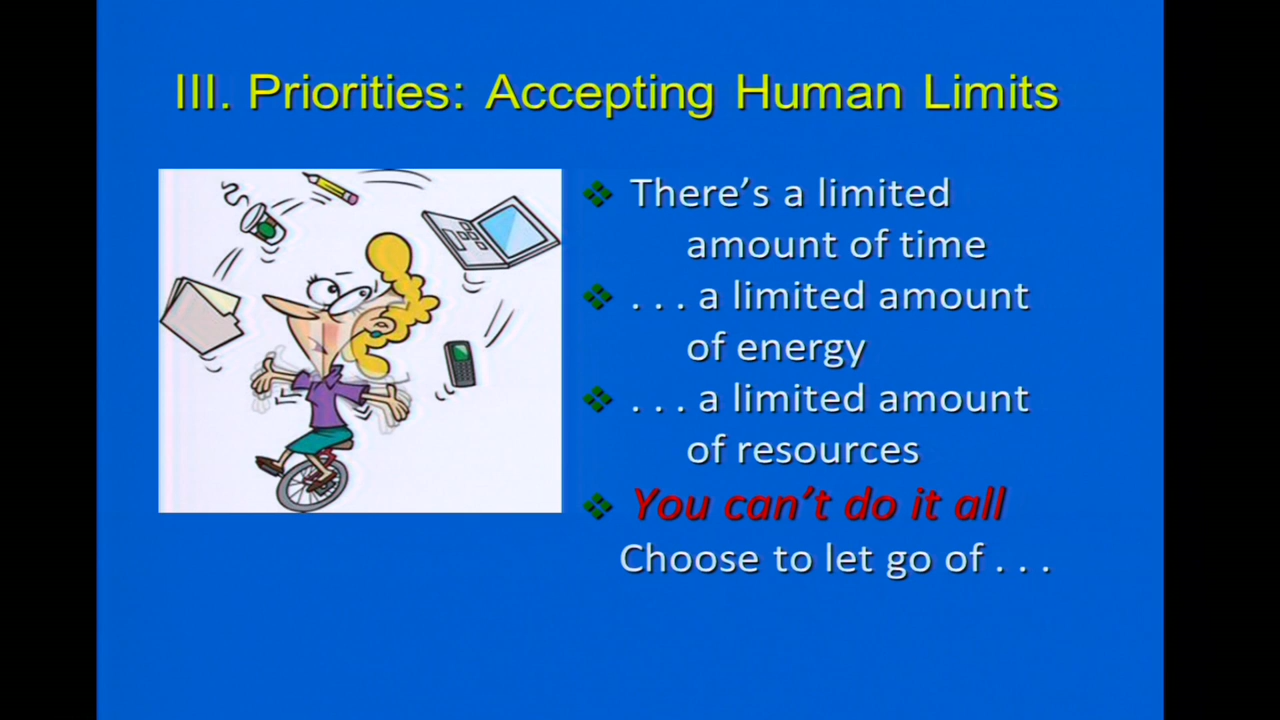 III. Priorities: Accepting Human Limits
There’s a limited
amount of time
. . . a limited amount
of energy
. . . a limited amount
of resources
You can’t do it all
Choose to let go of . . .